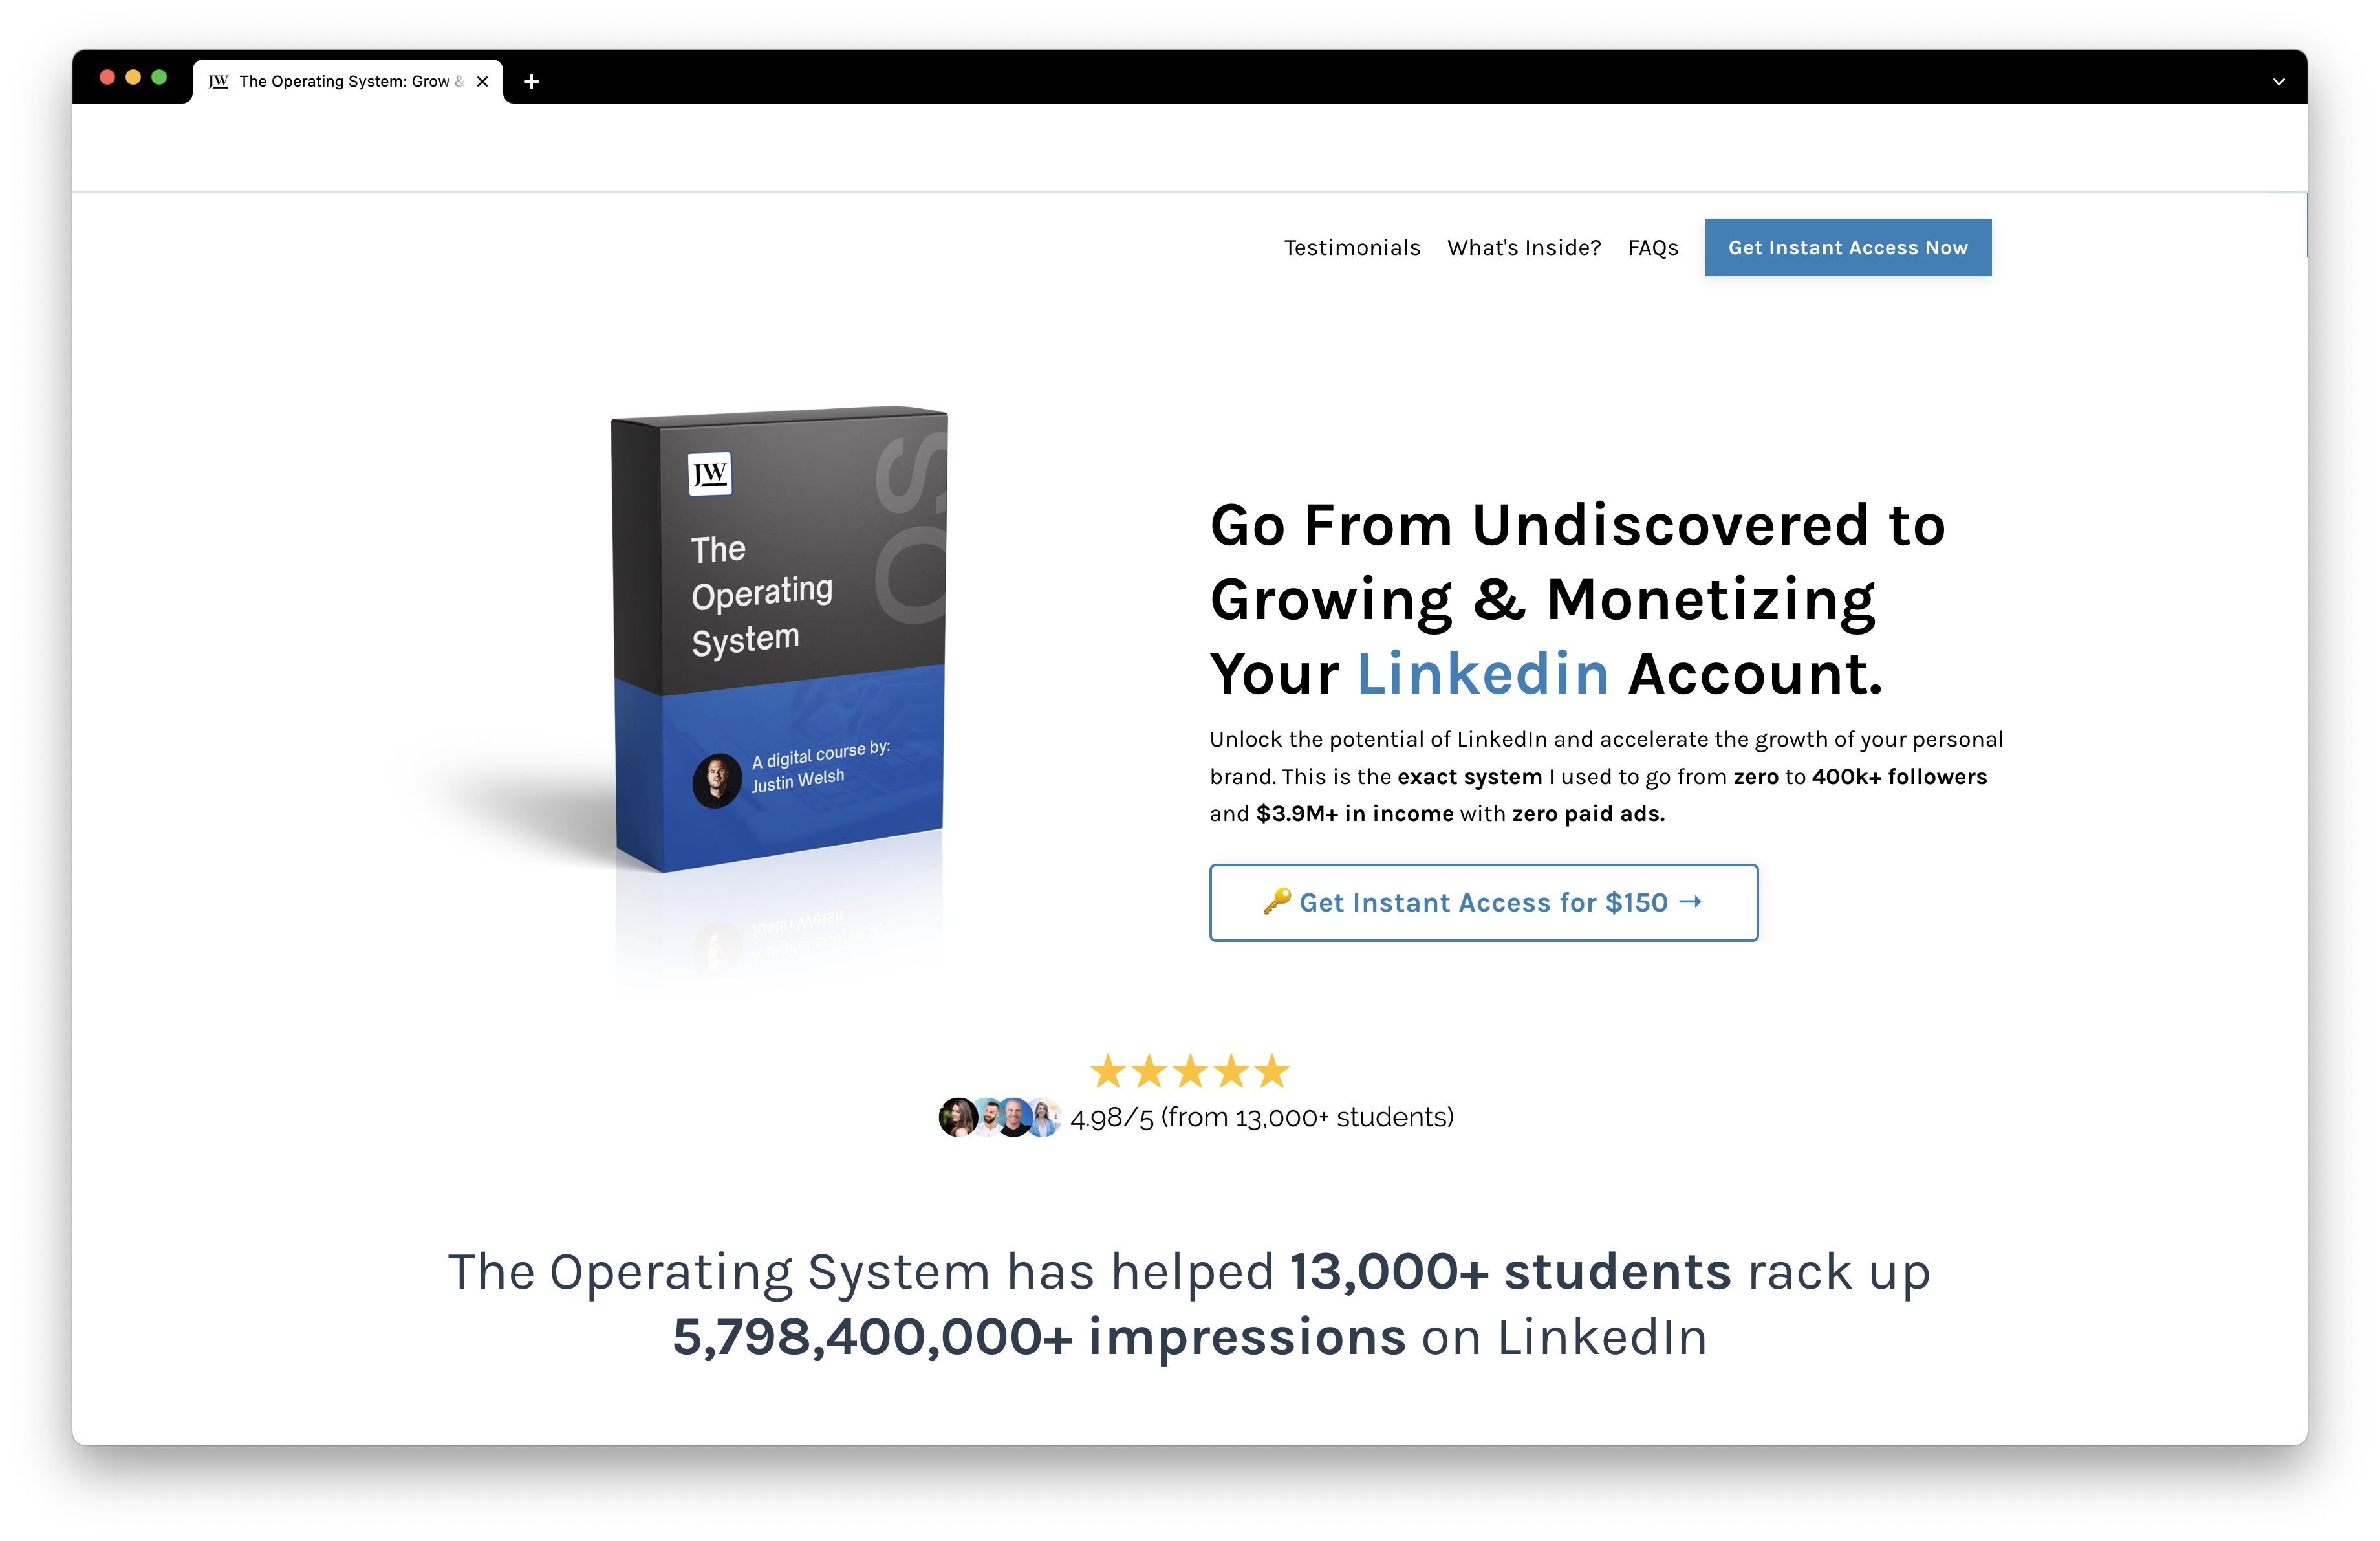 JW The Operating System: Grow &
Testimonials What's Inside? FAQs Get Instant Access Now
JW
OS
The
Operating
System
A digital course by:
Justin Welsh
Go From Undiscovered to
Growing & Monetizing
Your Linkedin Account.
Unlock the potential of LinkedIn and accelerate the growth of your personal
brand. This is the exact system I used to go from zero to 400k+ followers
and $3.9M+ in income with zero paid ads.
🔑 Get Instant Access for $150 →
4.98/5 (from 13,000+ students)
The Operating System has helped 13,000+ students rack up
5,798,400,000+ impressions on LinkedIn